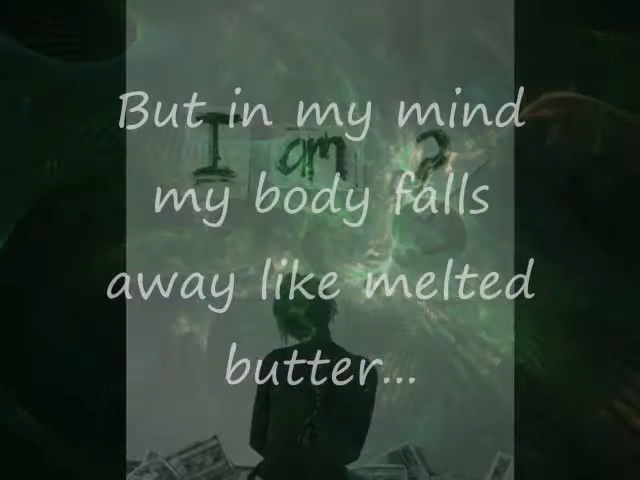 But in my mind
I am ?
my body falls
away like melted
butter...